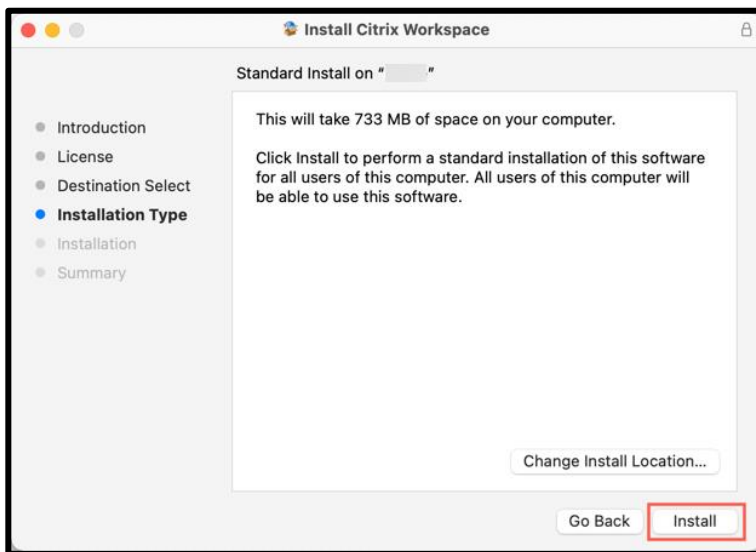 Install Citrix Workspace
Standard Install on “ ”
Introduction
License
Destination Select
Installation Type
Installation
Summary
This will take 733 MB of space on your computer.
Click Install to perform a standard installation of this software
for all users of this computer. All users of this computer will
be able to use this software.
Change Install Location...
Go Back
Install